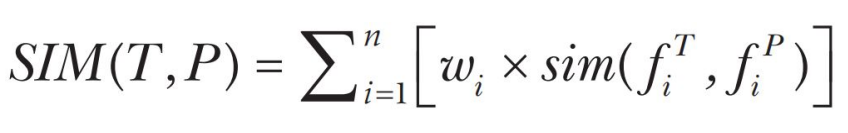 SIM(T,P) = ∑_{i=1}^{n} [w_i × sim(f_i^T, f_i^P)]